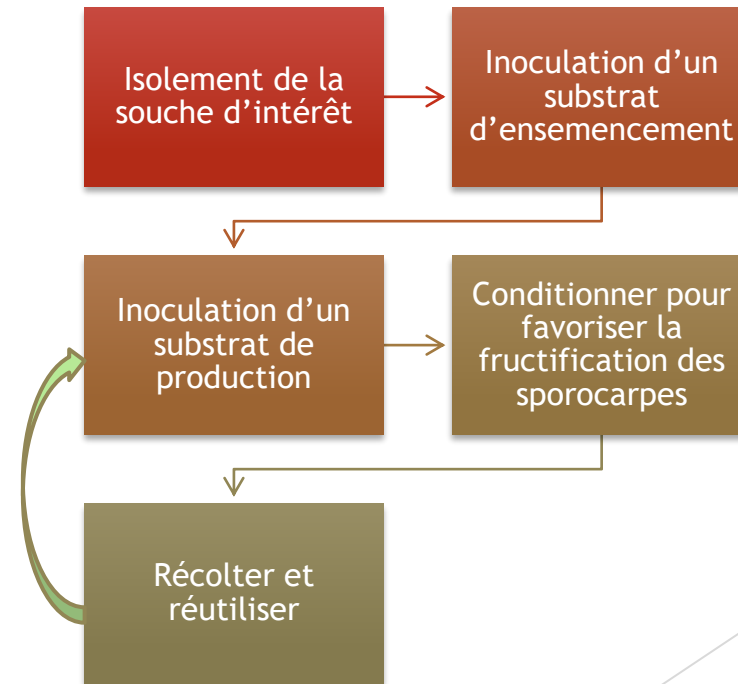 Isolement de la
souche d’intérêt
Inoculation d’un
substrat
d’ensemencement
Inoculation d’un
substrat de
production
Conditionner pour
favoriser la
fructification des
sporocarpes
Récolter et
réutiliser